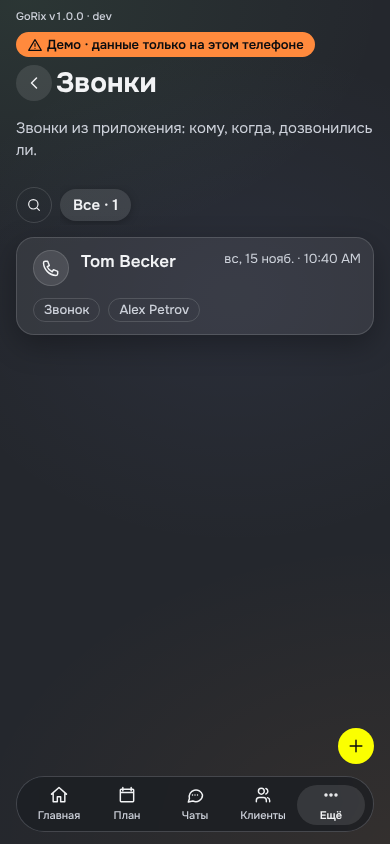 GoRix v1.0.0 · dev
Демо · данные только на этом телефоне
Звонки
Звонки из приложения: кому, когда, дозвонились ли.
Все · 1
Tom Becker
вс, 15 нояб. · 10:40 AM
Звонок
Alex Petrov
Главная
План
Чаты
Клиенты
Ещё